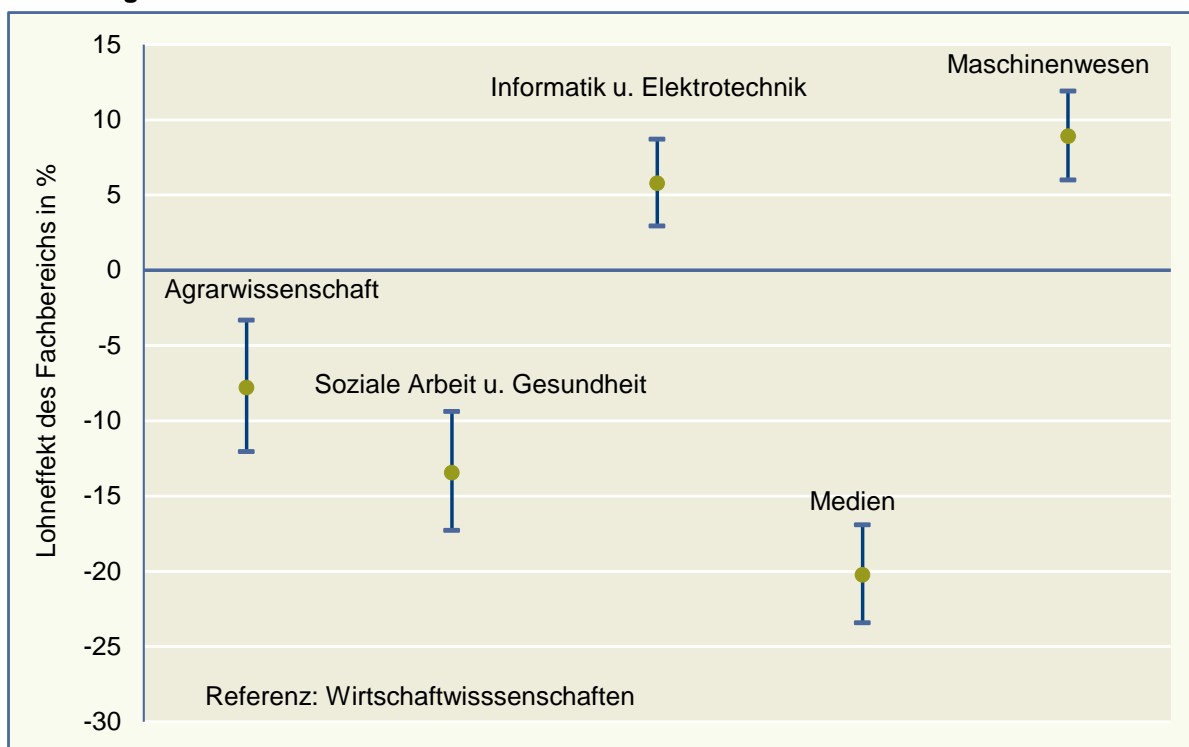 15
10
5
0
-5
-10
-15
-20
-25
-30
Lohneffekt des Fachbereichs in %
Maschinenwesen
Informatik u. Elektrotechnik
Agrarwissenschaft
Soziale Arbeit u. Gesundheit
Medien
Referenz: Wirtschaftwisssenschaften